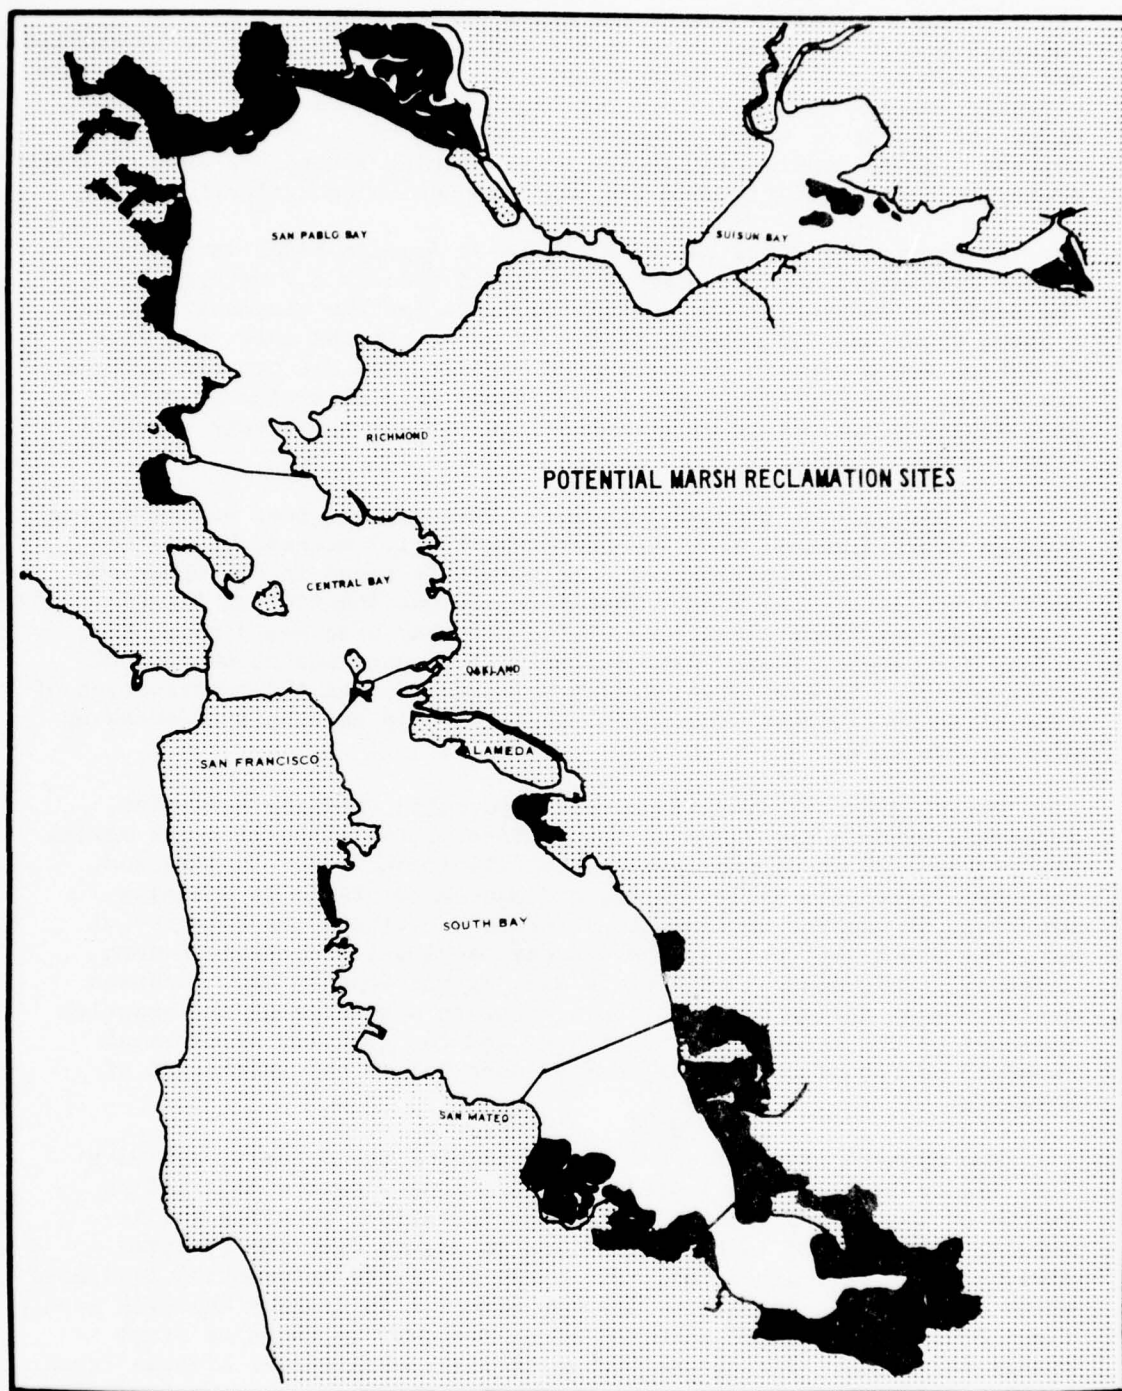 SAN PABLO BAY
SUISUN BAY
RICHMOND
POTENTIAL MARSH RECLAMATION SITES
CENTRAL BAY
OAKLAND
SAN FRANCISCO
ALAMEDA
SOUTH BAY
SAN MATEO